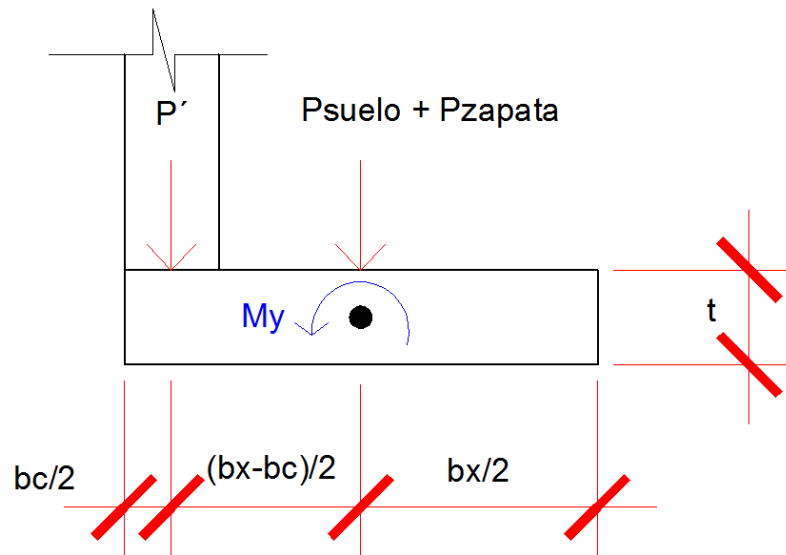 P´
Psuelo + Pzapata
My
t
bc/2
(bx-bc)/2
bx/2